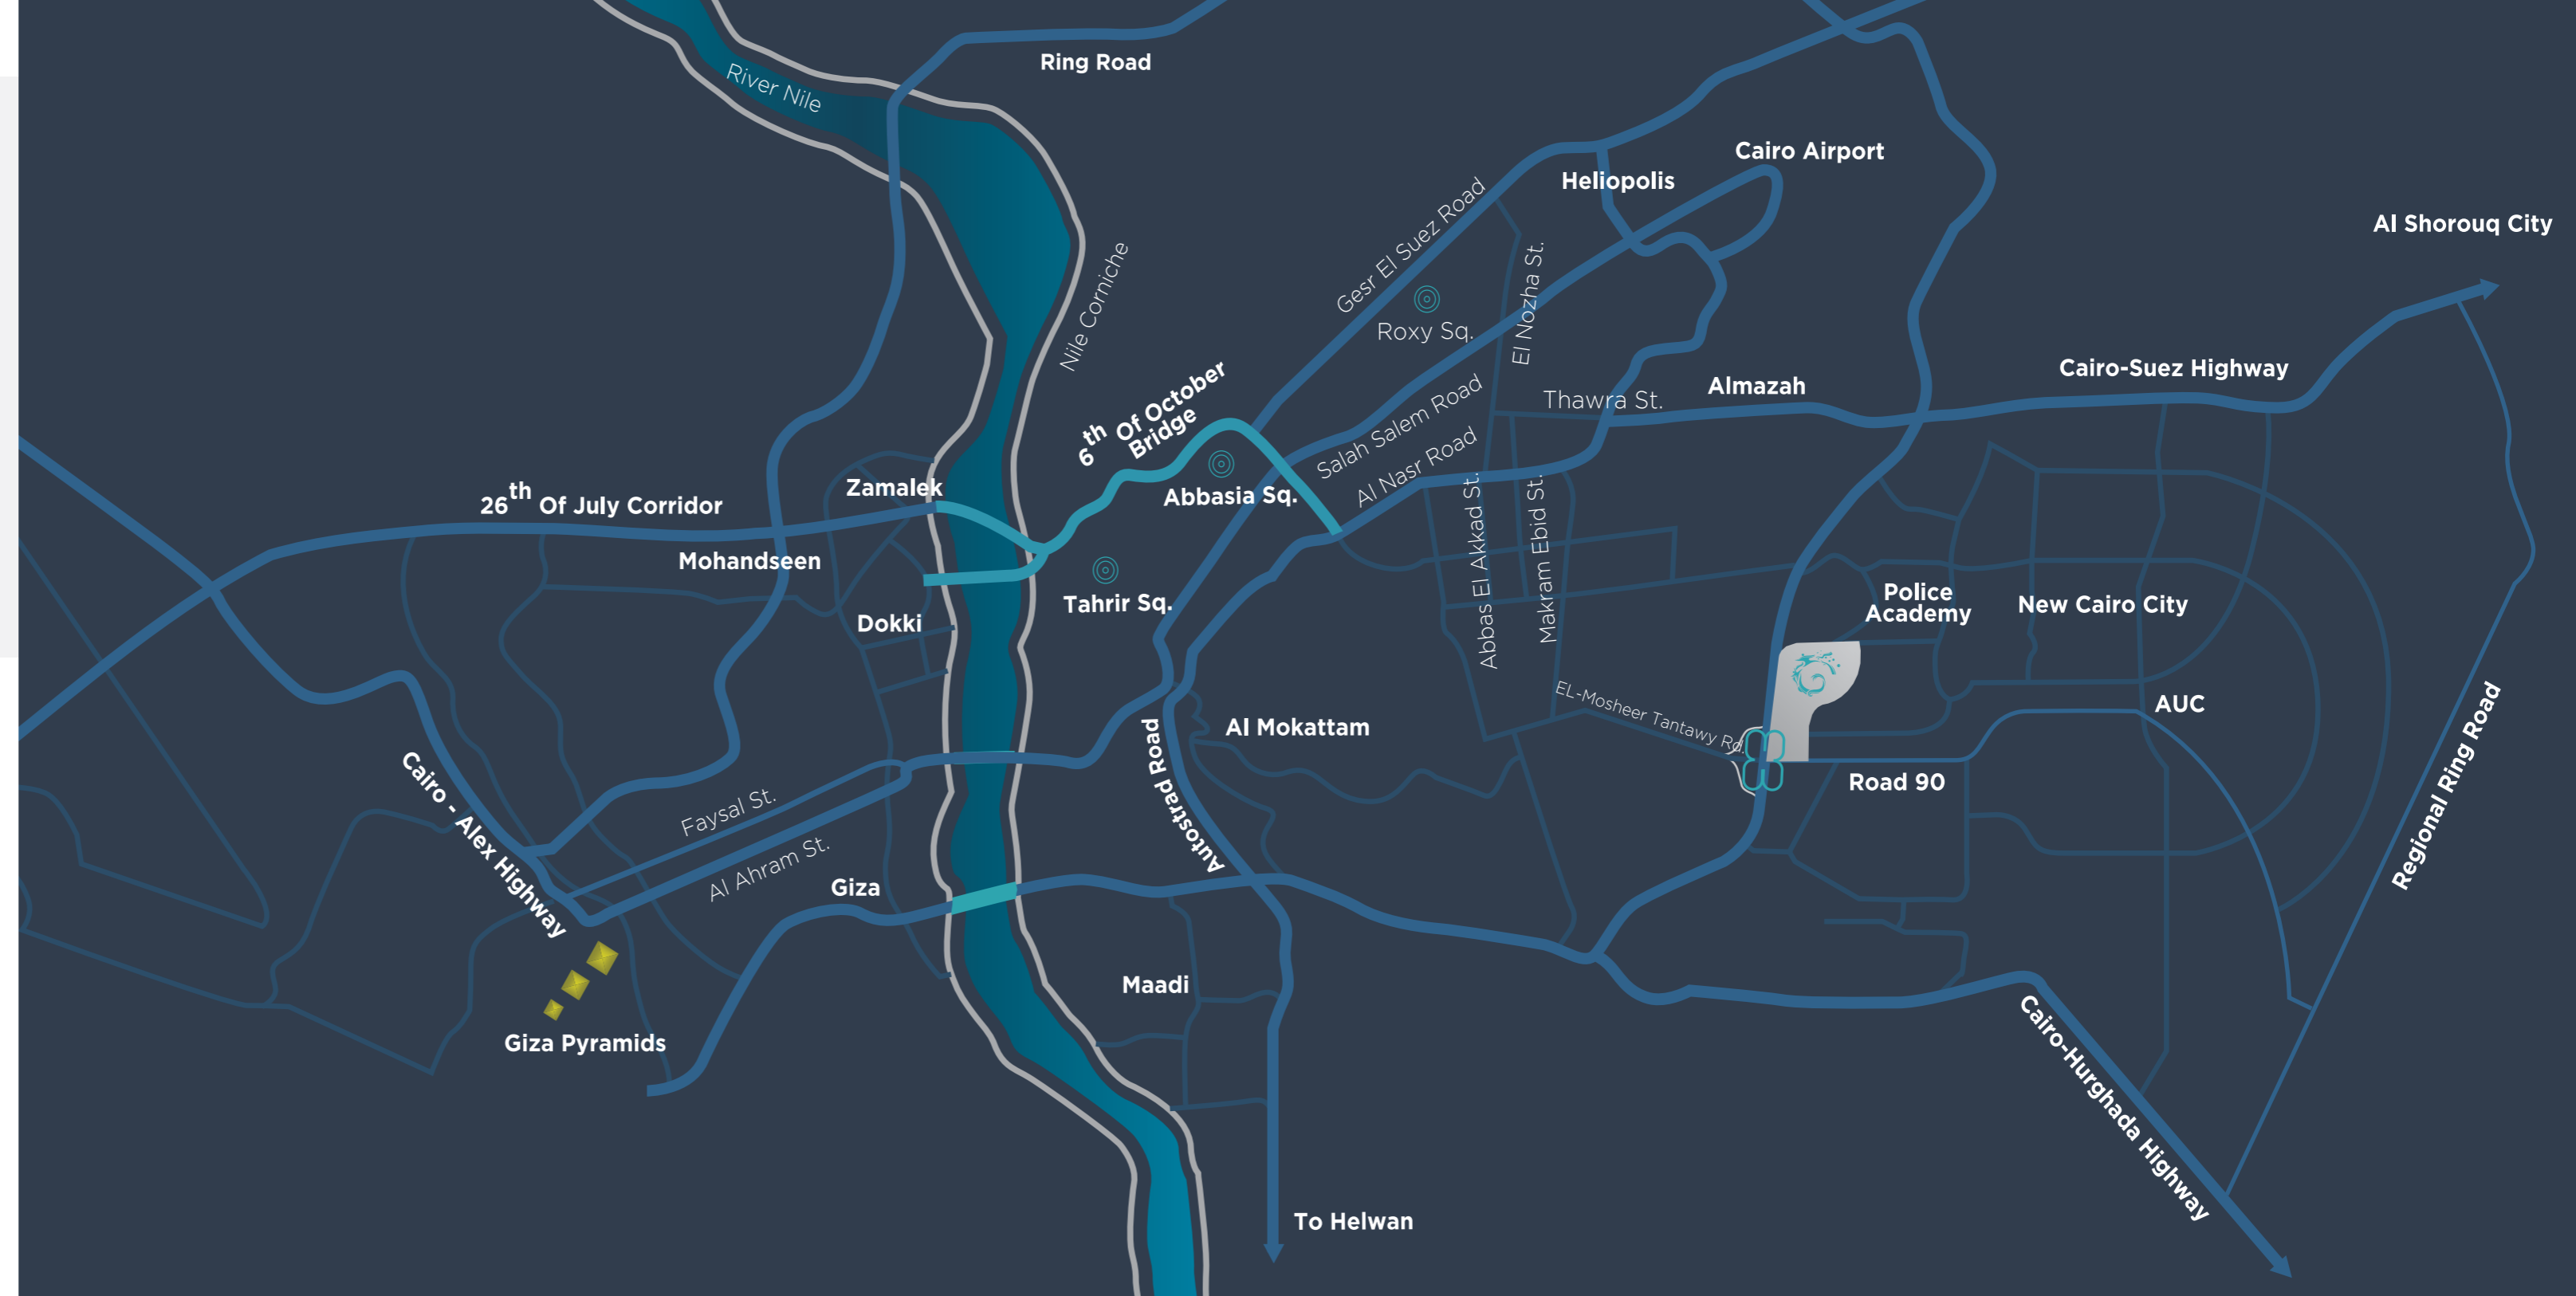 Ring Road
River Nile
Cairo Airport
Heliopolis
Gesr El Suez Road
Al Shorouq City
Nile Corniche
El Nozha St.
Roxy Sq.
Cairo-Suez Highway
Almazah
Thawra St.
6th Of October
Bridge
Salah Salem Road
Al Nasr Road
Zamalek
Abbasia Sq.
26th Of July Corridor
Mohandseen
Abbas El Akkad St.
Makram Ebid St.
Tahrir Sq.
Police
Academy
New Cairo City
Dokki
EL-Mosheer Tantawy Rd.
AUC
Al Mokattam
Autostrad Road
Road 90
Regional Ring Road
Cairo - Alex Highway
Faysal St.
Al Ahram St.
Giza
Maadi
Giza Pyramids
Cairo-Hurghada Highway
To Helwan